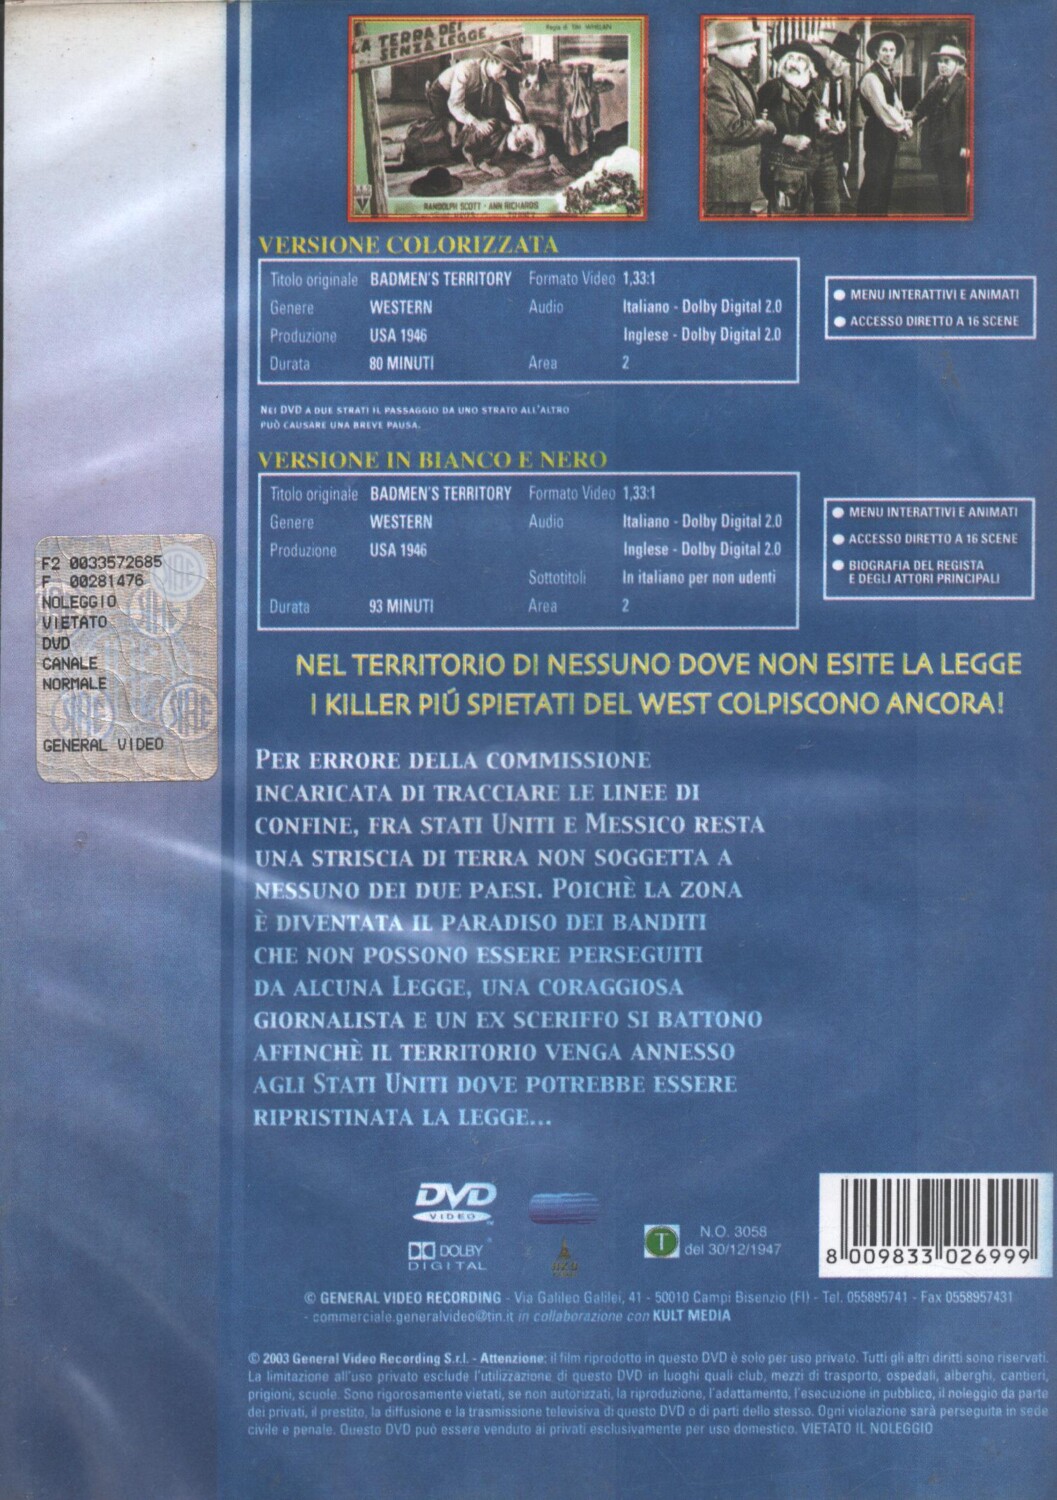 LA TERRA DEI
SENZA LEGGE
Regia di TIM WHELAN
RANDOLPH SCOTT - ANN RICHARDS
VERSIONE COLORIZZATA
Titolo originale BADMEN'S TERRITORY Formato Video 1,33:1
Genere WESTERN Audio Italiano - Dolby Digital 2.0
Produzione USA 1946 Inglese - Dolby Digital 2.0
Durata 80 MINUTI Area 2
MENU INTERATTIVI E ANIMATI
ACCESSO DIRETTO A 16 SCENE
NEI DVD A DUE STRATI IL PASSAGGIO DA UNO STRATO ALL'ALTRO
PUÒ CAUSARE UNA BREVE PAUSA.
VERSIONE IN BIANCO E NERO
Titolo originale BADMEN'S TERRITORY Formato Video 1,33:1
Genere WESTERN Audio Italiano - Dolby Digital 2.0
Produzione USA 1946 Inglese - Dolby Digital 2.0
Sottotitoli In italiano per non udenti
Durata 93 MINUTI Area 2
MENU INTERATTIVI E ANIMATI
ACCESSO DIRETTO A 16 SCENE
BIOGRAFIA DEL REGISTA
E DEGLI ATTORI PRINCIPALI
F2 0033572685
F 00281476
NOLEGGIO
VIETATO
DVD
CANALE
NORMALE
GENERAL VIDEO
NEL TERRITORIO DI NESSUNO DOVE NON ESITE LA LEGGE
I KILLER PIÚ SPIETATI DEL WEST COLPISCONO ANCORA!
PER ERRORE DELLA COMMISSIONE
INCARICATA DI TRACCIARE LE LINEE DI
CONFINE, FRA STATI UNITI E MESSICO RESTA
UNA STRISCIA DI TERRA NON SOGGETTA A
NESSUNO DEI DUE PAESI. POICHÈ LA ZONA
È DIVENTATA IL PARADISO DEI BANDITI
CHE NON POSSONO ESSERE PERSEGUITI
DA ALCUNA LEGGE, UNA CORAGGIOSA
GIORNALISTA E UN EX SCERIFFO SI BATTONO
AFFINCHÈ IL TERRITORIO VENGA ANNESSO
AGLI STATI UNITI DOVE POTREBBE ESSERE
RIPRISTINATA LA LEGGE...
DVD
VIDEO
DOLBY
DIGITAL
T
N.O. 3058
del 30/12/1947
8 009833 026999
© GENERAL VIDEO RECORDING - Via Galileo Galilei, 41 - 50010 Campi Bisenzio (FI) - Tel. 055895741 - Fax 0558957431
- commerciale.generalvideo@tin.it in collaborazione con KULT MEDIA
© 2003 General Video Recording S.r.l. - Attenzione: il film riprodotto in questo DVD è solo per uso privato. Tutti gli altri diritti sono riservati.
La limitazione all'uso privato esclude l'utilizzazione di questo DVD in luoghi quali club, mezzi di trasporto, ospedali, alberghi, cantieri,
prigioni, scuole. Sono rigorosamente vietati, se non autorizzati, la riproduzione, l'adattamento, l'esecuzione in pubblico, il noleggio da parte
dei privati, il prestito, la diffusione e la trasmissione televisiva di questo DVD o di parti dello stesso. Ogni violazione sarà perseguita in sede
civile e penale. Questo DVD può essere venduto ai privati esclusivamente per uso domestico. VIETATO IL NOLEGGIO